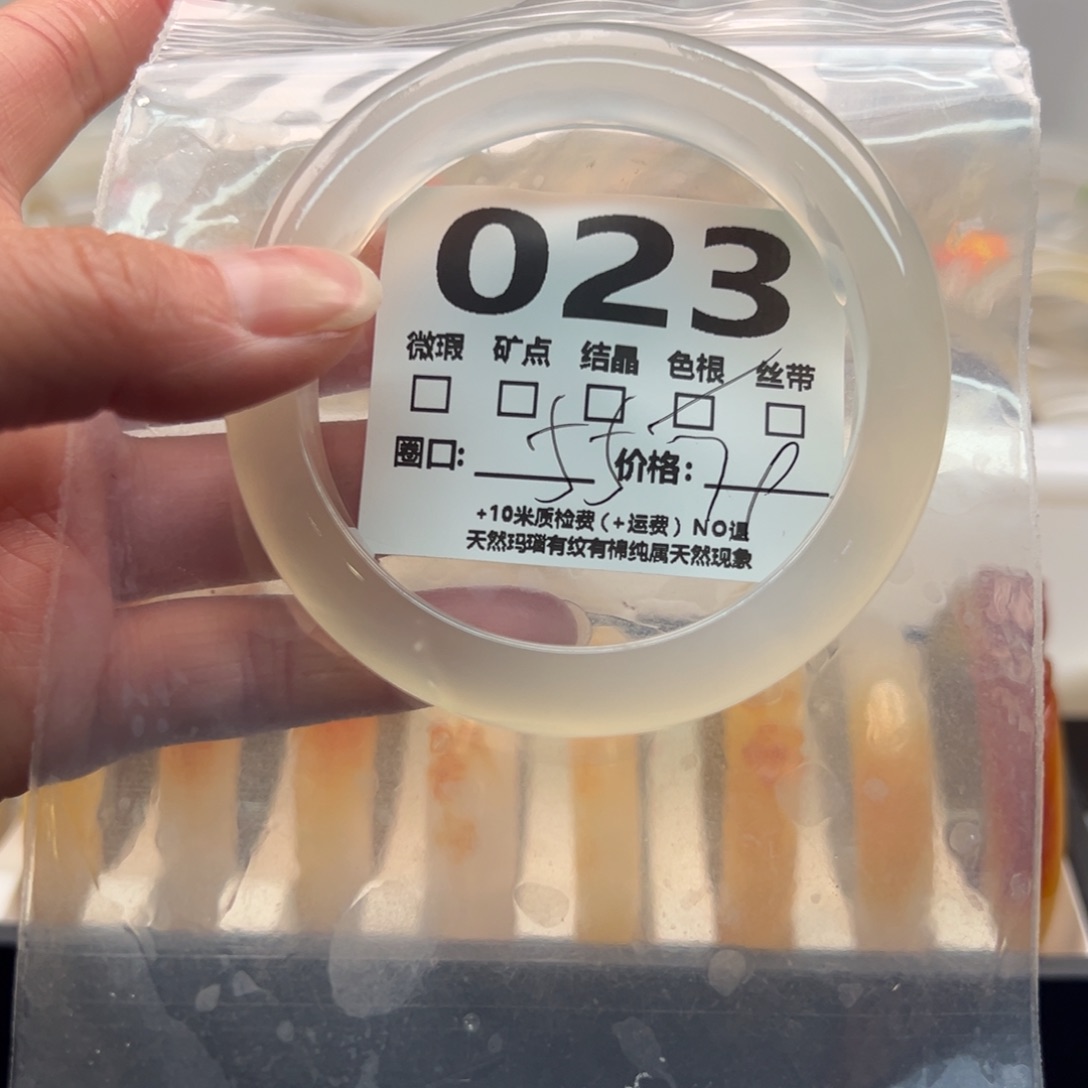 023
微瑕 矿点 结晶 色根 丝带
圈口: 55 价格:
+10米质检费(+运费) NO退
天然玛瑙有纹有棉纯属天然现象